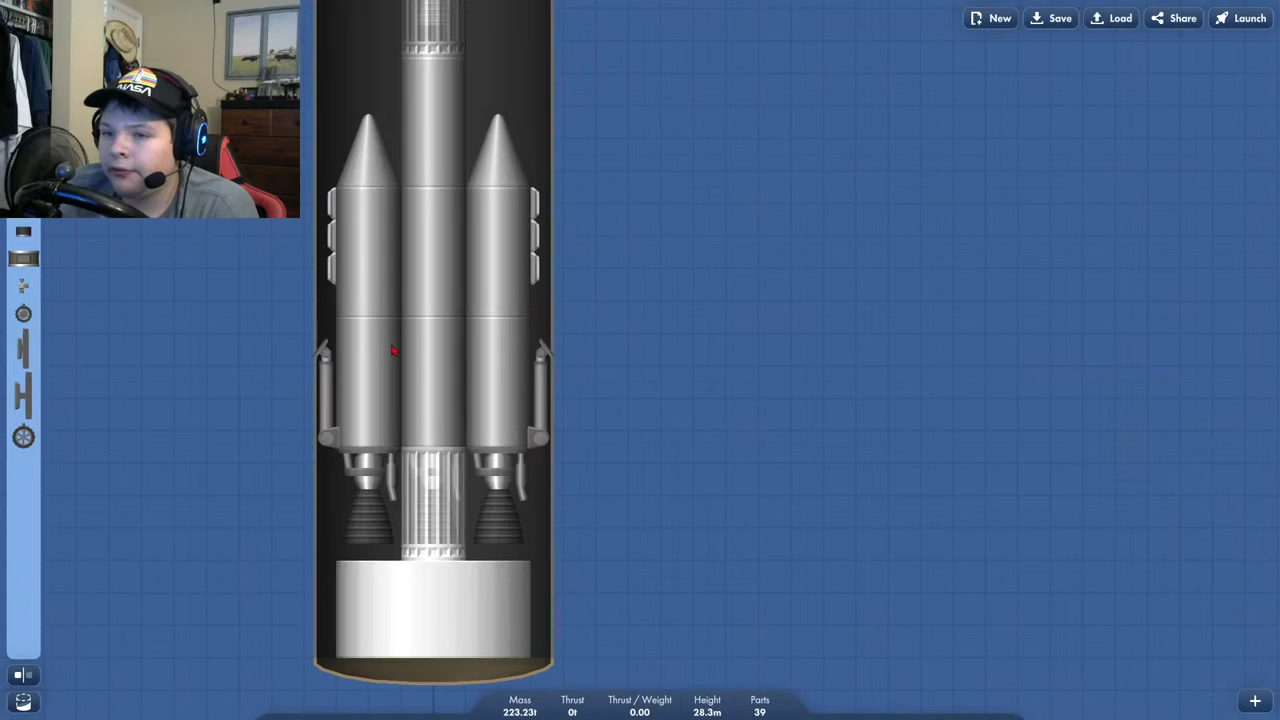 New Save Load Share Launch
NASA
Mass Thrust Thrust / Weight Height Parts
223.23t 0t 0.00 28.3m 39